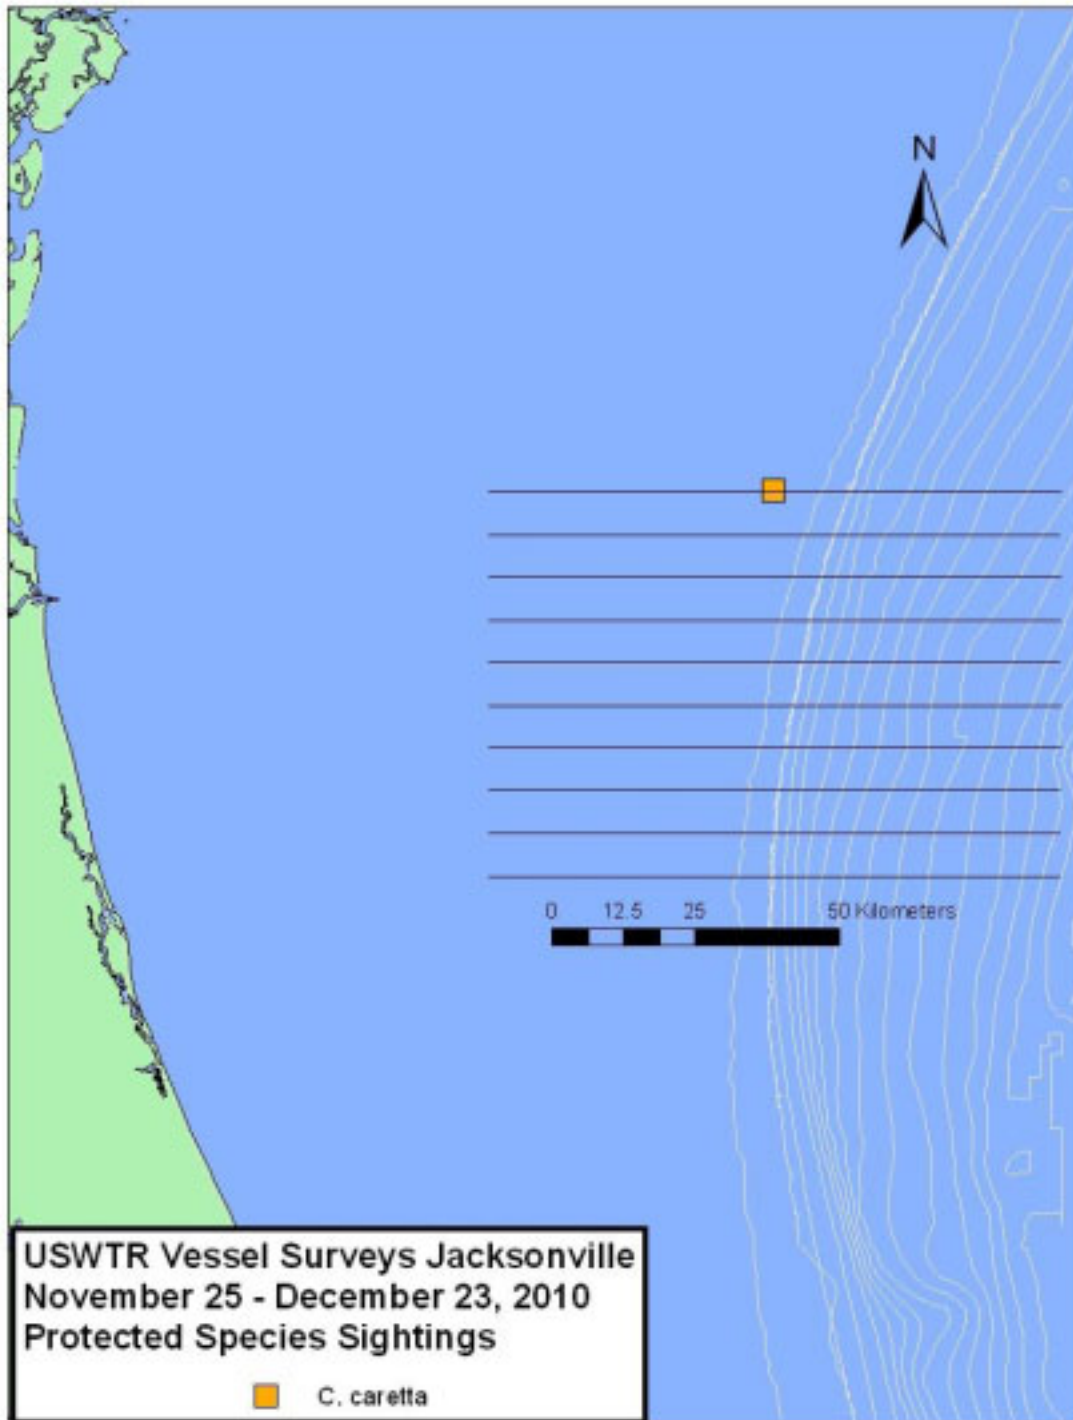 N
0 12.5 25 50 Kilometers
USWTR Vessel Surveys Jacksonville
November 25 - December 23, 2010
Protected Species Sightings
C. caretta